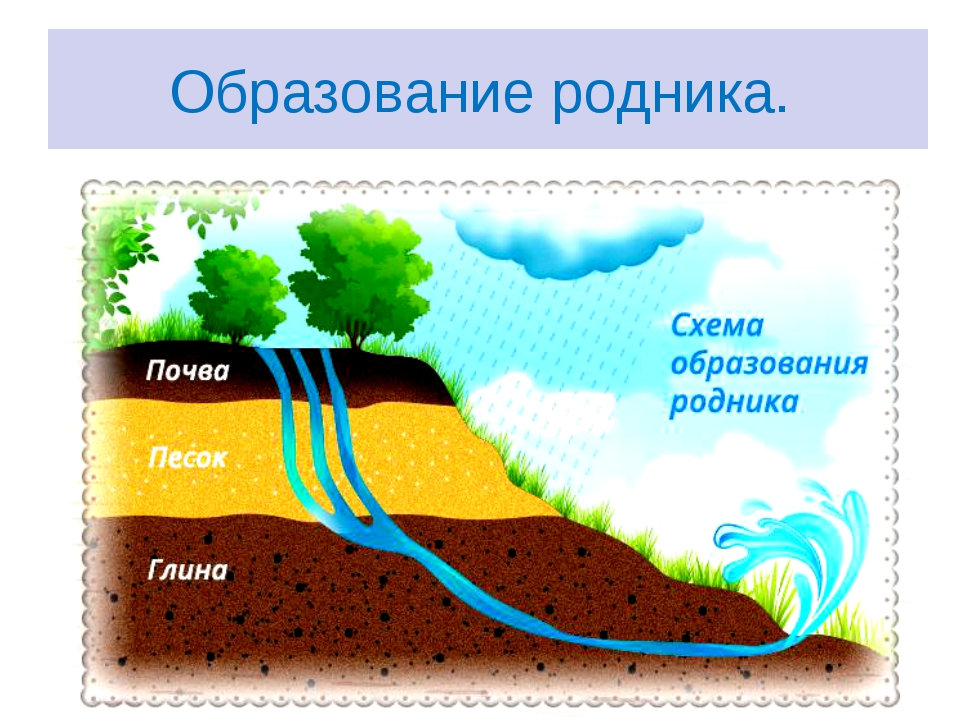 Образование родника.
Схема
образования
родника
Почва
Песок
Глина